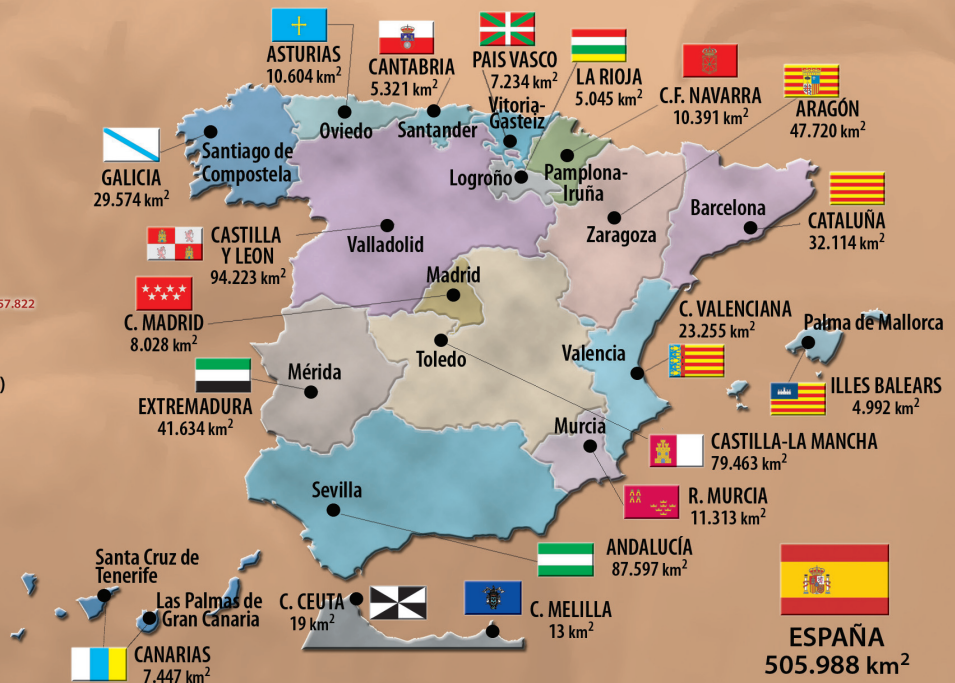 ASTURIAS
10.604 km²
CANTABRIA
5.321 km²
PAIS VASCO
7.234 km²
LA RIOJA
5.045 km²
C.F. NAVARRA
10.391 km²
ARAGÓN
47.720 km²
Vitoria-
Gasteiz
Oviedo
Santander
Santiago de
Compostela
GALICIA
29.574 km²
Logroño
Pamplona-
Iruña
Barcelona
CATALUÑA
32.114 km²
Zaragoza
CASTILLA
Y LEON
94.223 km²
Valladolid
57.822
Madrid
C. MADRID
8.028 km²
C. VALENCIANA
23.255 km²
Palma de Mallorca
Toledo
Valencia
)
Mérida
ILLES BALEARS
4.992 km²
EXTREMADURA
41.634 km²
Murcia
CASTILLA-LA MANCHA
79.463 km²
Sevilla
R. MURCIA
11.313 km²
ANDALUCÍA
87.597 km²
Santa Cruz de
Tenerife
Las Palmas de
Gran Canaria
C. CEUTA
19 km²
C. MELILLA
13 km²
CANARIAS
7.447 km²
ESPAÑA
505.988 km²